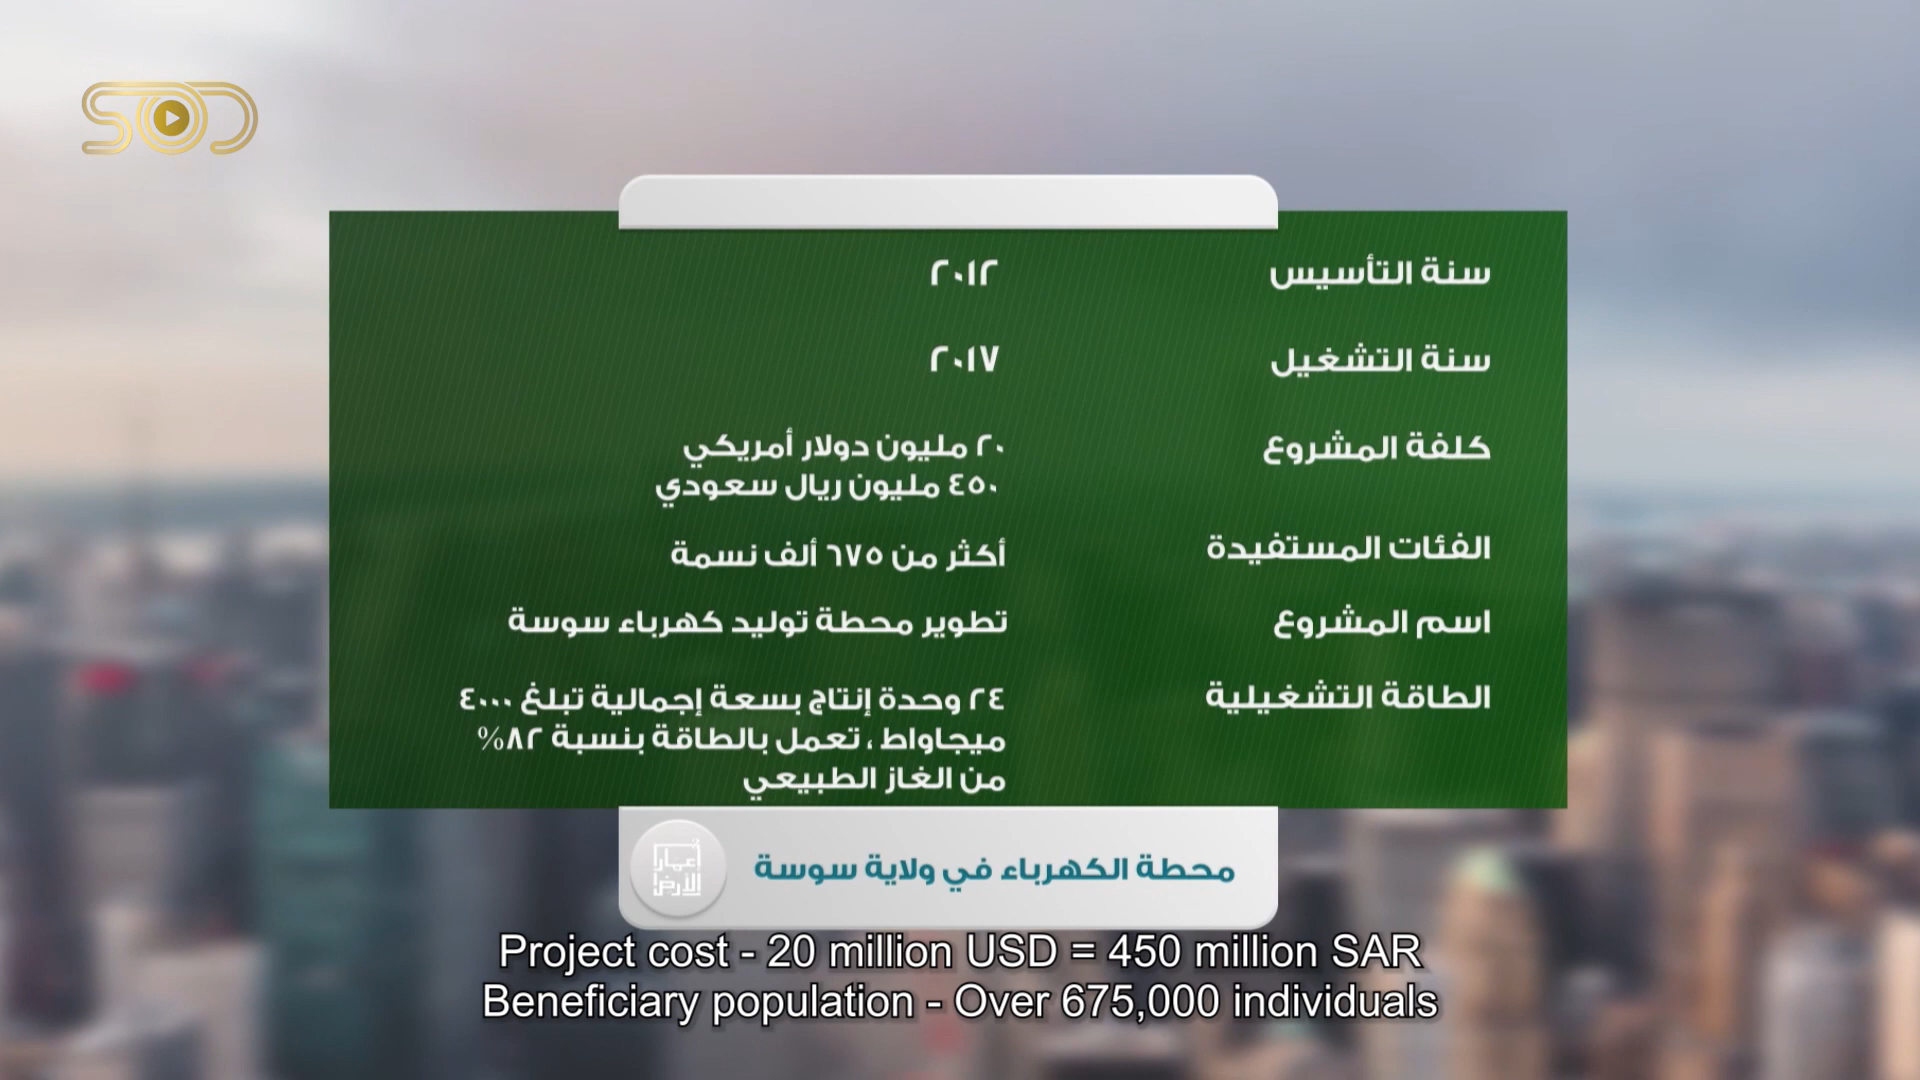 SOD
سنة التأسيس ٢٠١٢
سنة التشغيل ٢٠١٧
كلفة المشروع ٢٠ مليون دولار أمريكي
٤٥٠ مليون ريال سعودي
الفئات المستفيدة أكثر من ٦٧٥ ألف نسمة
اسم المشروع تطوير محطة توليد كهرباء سوسة
الطاقة التشغيلية ٢٤ وحدة إنتاج بسعة إجمالية تبلغ ٤٠٠٠
ميجاواط ، تعمل بالطاقة بنسبة ٨٢%
من الغاز الطبيعي
أعمار
الأرض
محطة الكهرباء في ولاية سوسة
Project cost - 20 million USD = 450 million SAR
Beneficiary population - Over 675,000 individuals